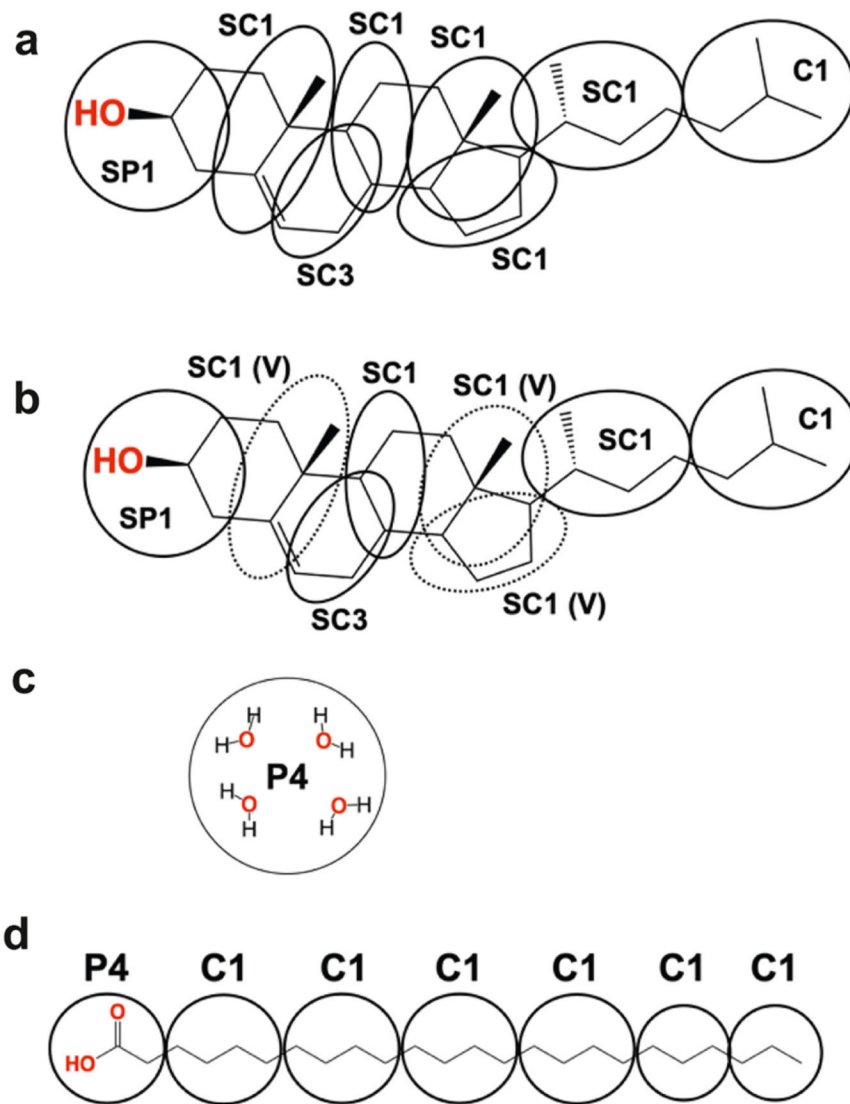 a
SC1
SC1
SC1
C1
SC1
HO
SP1
SC3
SC1
b
SC1 (V)
SC1
SC1 (V)
C1
SC1
HO
SP1
SC3
SC1 (V)
c
H H
H O O H
P4
H O O H
H H
d
P4 C1 C1 C1 C1 C1 C1
O
HO